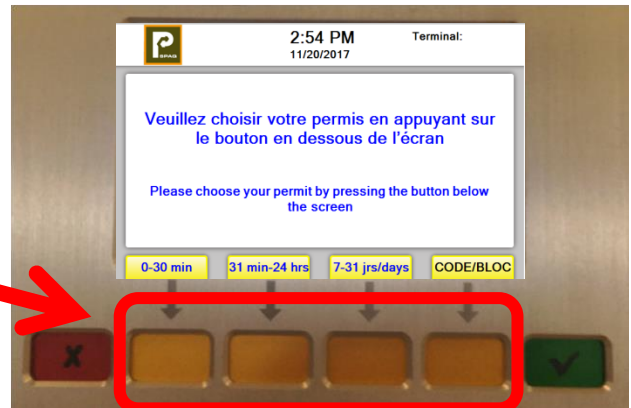 P
SPAG
2:54 PM
Terminal:
11/20/2017
Veuillez choisir votre permis en appuyant sur
le bouton en dessous de l'écran
Please choose your permit by pressing the button below
the screen
0-30 min
31 min-24 hrs
7-31 jrs/days
CODE/BLOC